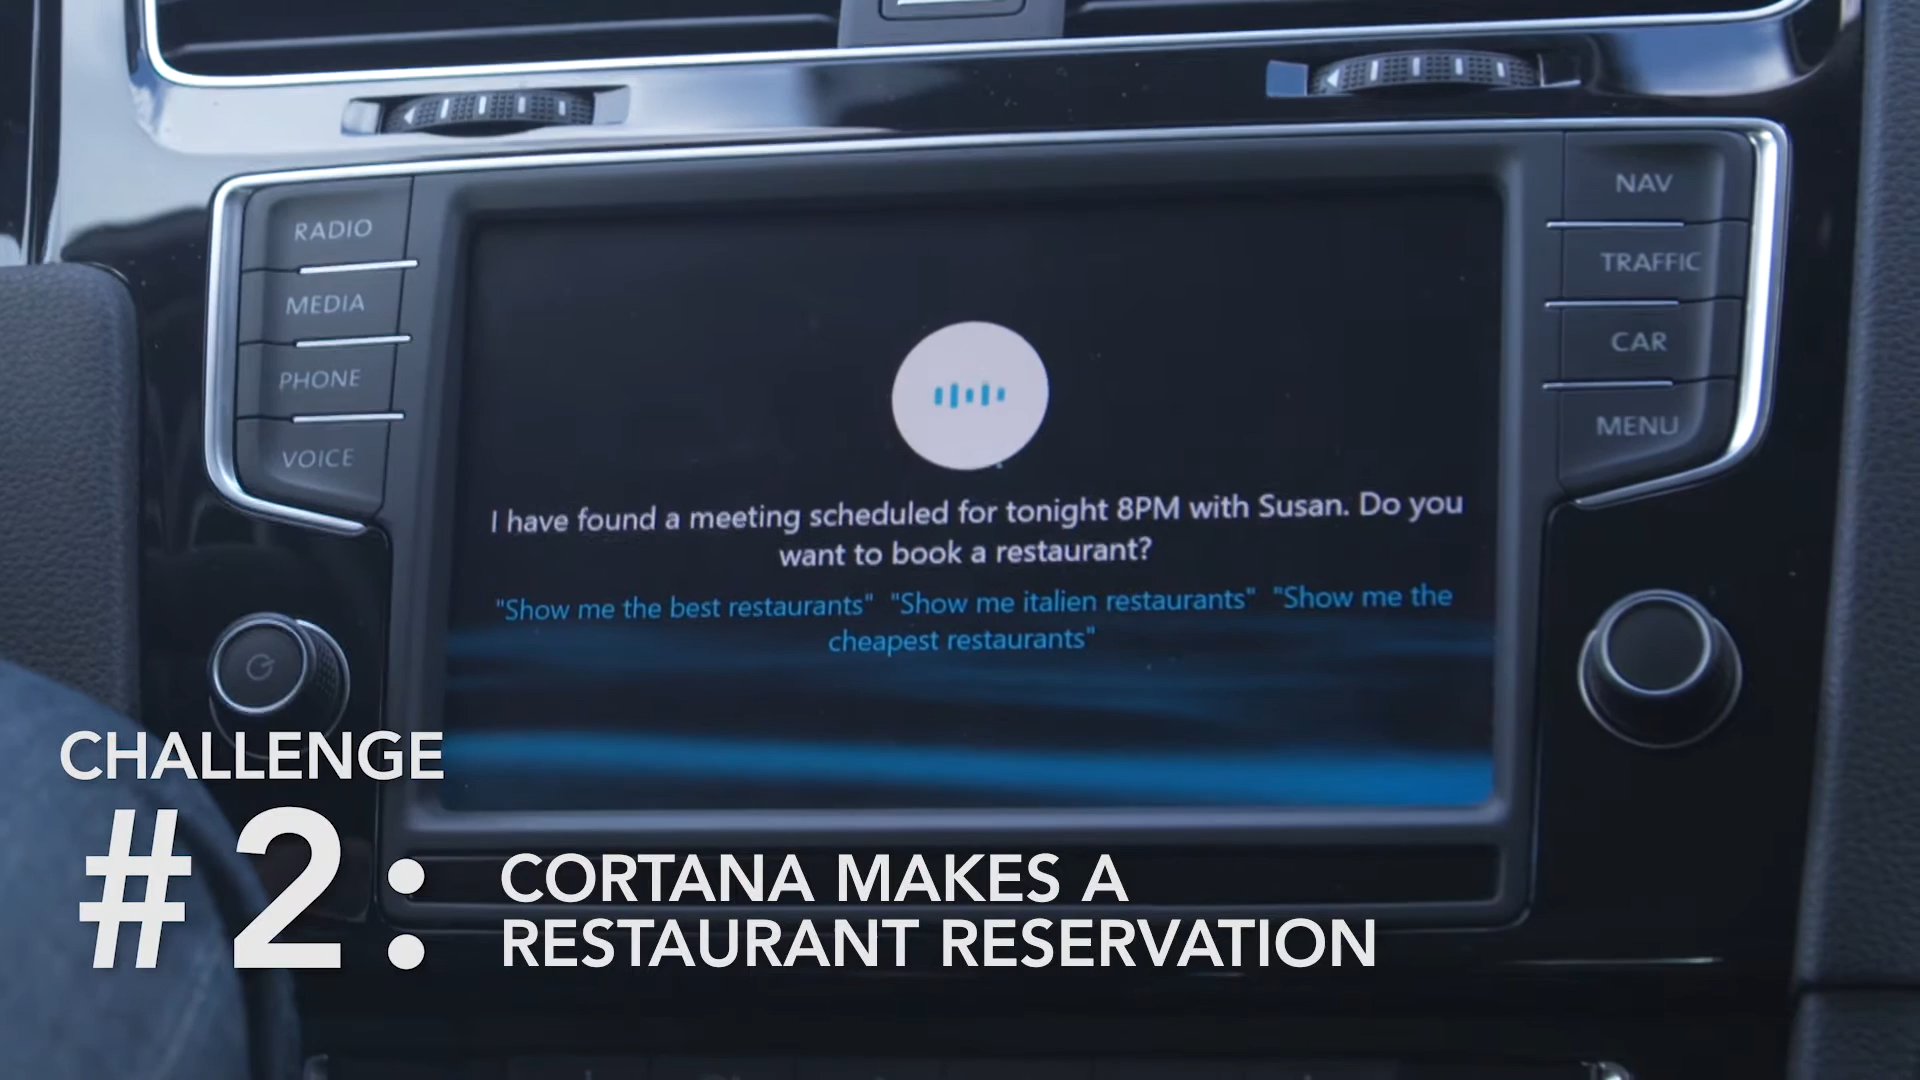 RADIO
MEDIA
PHONE
VOICE
NAV
TRAFFIC
CAR
MENU
I have found a meeting scheduled for tonight 8PM with Susan. Do you
want to book a restaurant?
"Show me the best restaurants" "Show me italien restaurants" "Show me the
cheapest restaurants"
CHALLENGE
#2:
CORTANA MAKES A
RESTAURANT RESERVATION